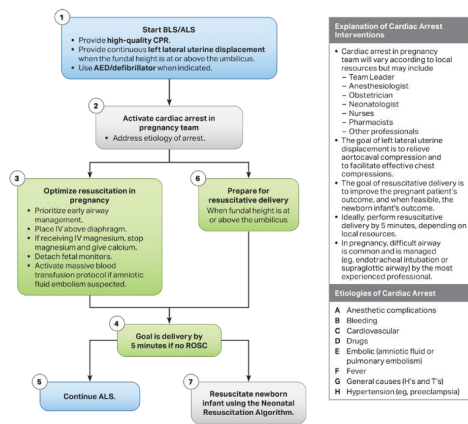 1
Start BLS/ALS
• Provide high-quality CPR.
• Provide continuous left lateral uterine displacement
when the fundal height is at or above the umbilicus.
• Use AED/defibrillator when indicated.
2
Activate cardiac arrest in
pregnancy team
• Address etiology of arrest.
3
Optimize resuscitation in
pregnancy
• Prioritize early airway
management.
• Place IV above diaphragm.
• If receiving IV magnesium, stop
magnesium and give calcium.
• Detach fetal monitors.
• Activate massive blood
transfusion protocol if amniotic
fluid embolism suspected.
6
Prepare for
resuscitative delivery
When fundal height is at
or above the umbilicus
4
Goal is delivery by
5 minutes if no ROSC
5
Continue ALS.
7
Resuscitate newborn
infant using the Neonatal
Resuscitation Algorithm.
Explanation of Cardiac Arrest
Interventions
• Cardiac arrest in pregnancy
team will vary according to local
resources but may include
– Team Leader
– Anesthesiologist
– Obstetrician
– Neonatologist
– Nurses
– Pharmacists
– Other professionals
• The goal of left lateral uterine
displacement is to relieve
aortocaval compression and
to facilitate effective chest
compressions.
• The goal of resuscitative delivery is
to improve the pregnant patient's
outcome, and when feasible, the
newborn infant's outcome.
• Ideally, perform resuscitative
delivery by 5 minutes, depending on
local resources.
• In pregnancy, difficult airway
is common and is managed
(eg, endotracheal intubation or
supraglottic airway) by the most
experienced professional.
Etiologies of Cardiac Arrest
A Anesthetic complications
B Bleeding
C Cardiovascular
D Drugs
E Embolic (amniotic fluid or
pulmonary embolism)
F Fever
G General causes (H's and T's)
H Hypertension (eg, preeclampsia)